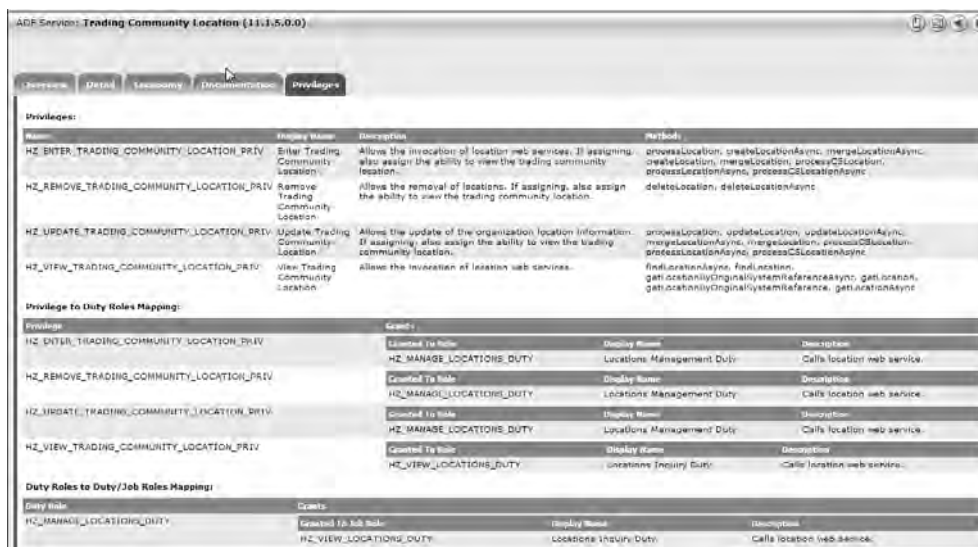 ADF Service: Trading Community Location (11.1.5.0.0)
Overview Detail Taxonomy Documentation Privileges
Privileges:
Name Display Name Description Methods
HZ_ENTER_TRADING_COMMUNITY_LOCATION_PRIV Enter Trading Allows the invocation of location web services. If assigning, processLocation, createLocationAsync, mergeLocationAsync,
Community also assign the ability to view the trading community createLocation, mergeLocation, processCSLocation,
Location location. processLocationAsync, processCSLocationAsync
HZ_REMOVE_TRADING_COMMUNITY_LOCATION_PRIV Remove Allows the removal of locations. If assigning, also assign deleteLocation, deleteLocationAsync
Trading the ability to view the trading community location.
Community
Location
HZ_UPDATE_TRADING_COMMUNITY_LOCATION_PRIV Update Trading Allows the update of the organization location information. processLocation, updateLocation, updateLocationAsync,
Community If assigning, also assign the ability to view the trading mergeLocationAsync, mergeLocation, processCSLocation,
Location community location. processLocationAsync, processCSLocationAsync
HZ_VIEW_TRADING_COMMUNITY_LOCATION_PRIV View Trading Allows the invocation of location web services. findLocationAsync, findLocation,
Community getLocationByOriginalSystemReferenceAsync, getLocation,
Location getLocationByOriginalSystemReference, getLocationAsync
Privilege to Duty Roles Mapping:
Privilege Grants
HZ_ENTER_TRADING_COMMUNITY_LOCATION_PRIV Granted To Role Display Name Description
HZ_MANAGE_LOCATIONS_DUTY Locations Management Duty Calls location web service.
HZ_REMOVE_TRADING_COMMUNITY_LOCATION_PRIV Granted To Role Display Name Description
HZ_MANAGE_LOCATIONS_DUTY Locations Management Duty Calls location web service.
HZ_UPDATE_TRADING_COMMUNITY_LOCATION_PRIV Granted To Role Display Name Description
HZ_MANAGE_LOCATIONS_DUTY Locations Management Duty Calls location web service.
HZ_VIEW_TRADING_COMMUNITY_LOCATION_PRIV Granted To Role Display Name Description
HZ_VIEW_LOCATIONS_DUTY Locations Inquiry Duty Calls location web service.
Duty Roles to Duty/Job Roles Mapping:
Duty Role Grants
HZ_MANAGE_LOCATIONS_DUTY Granted To Job Role Display Name Description
HZ_VIEW_LOCATIONS_DUTY Locations Inquiry Duty Calls location web service.